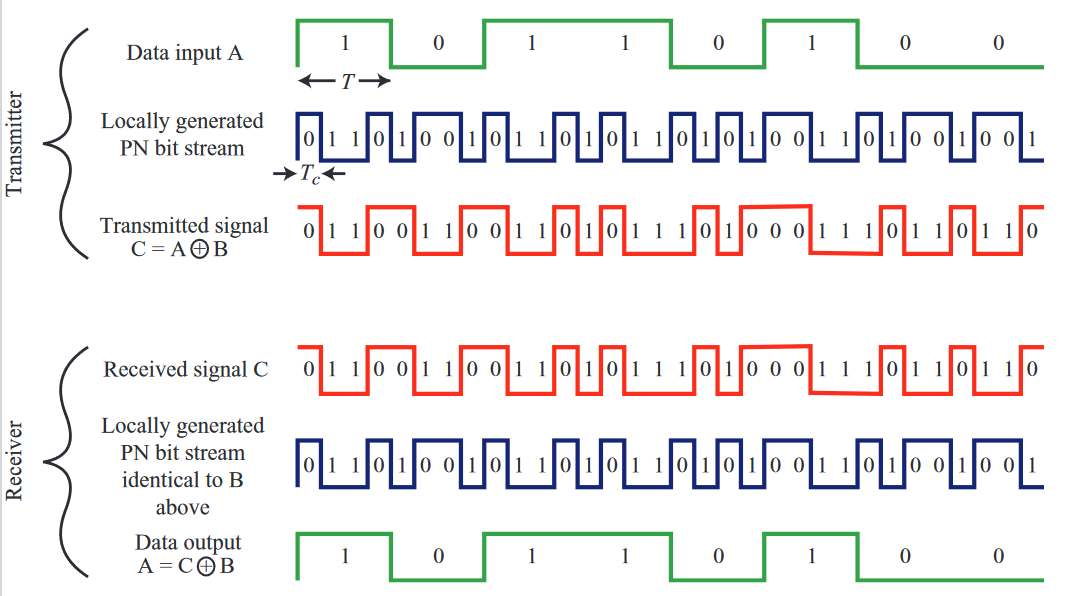 Transmitter
Data input A
1 0 1 1 0 1 0 0
T
Locally generated
PN bit stream
0 1 1 0 1 0 0 1 0 1 1 0 1 0 1 1 0 1 0 1 0 0 1 1 0 1 0 0 1 0 0 1
Tc
Transmitted signal
C = A⊕B
0 1 1 0 0 1 1 0 0 1 1 0 1 0 1 1 1 0 1 0 0 0 1 1 1 0 1 1 0 1 1 0
Receiver
Received signal C
0 1 1 0 0 1 1 0 0 1 1 0 1 0 1 1 1 0 1 0 0 0 1 1 1 0 1 1 0 1 1 0
Locally generated
PN bit stream
identical to B
above
0 1 1 0 1 0 0 1 0 1 1 0 1 0 1 1 0 1 0 1 0 0 1 1 0 1 0 0 1 0 0 1
Data output
A = C⊕B
1 0 1 1 0 1 0 0